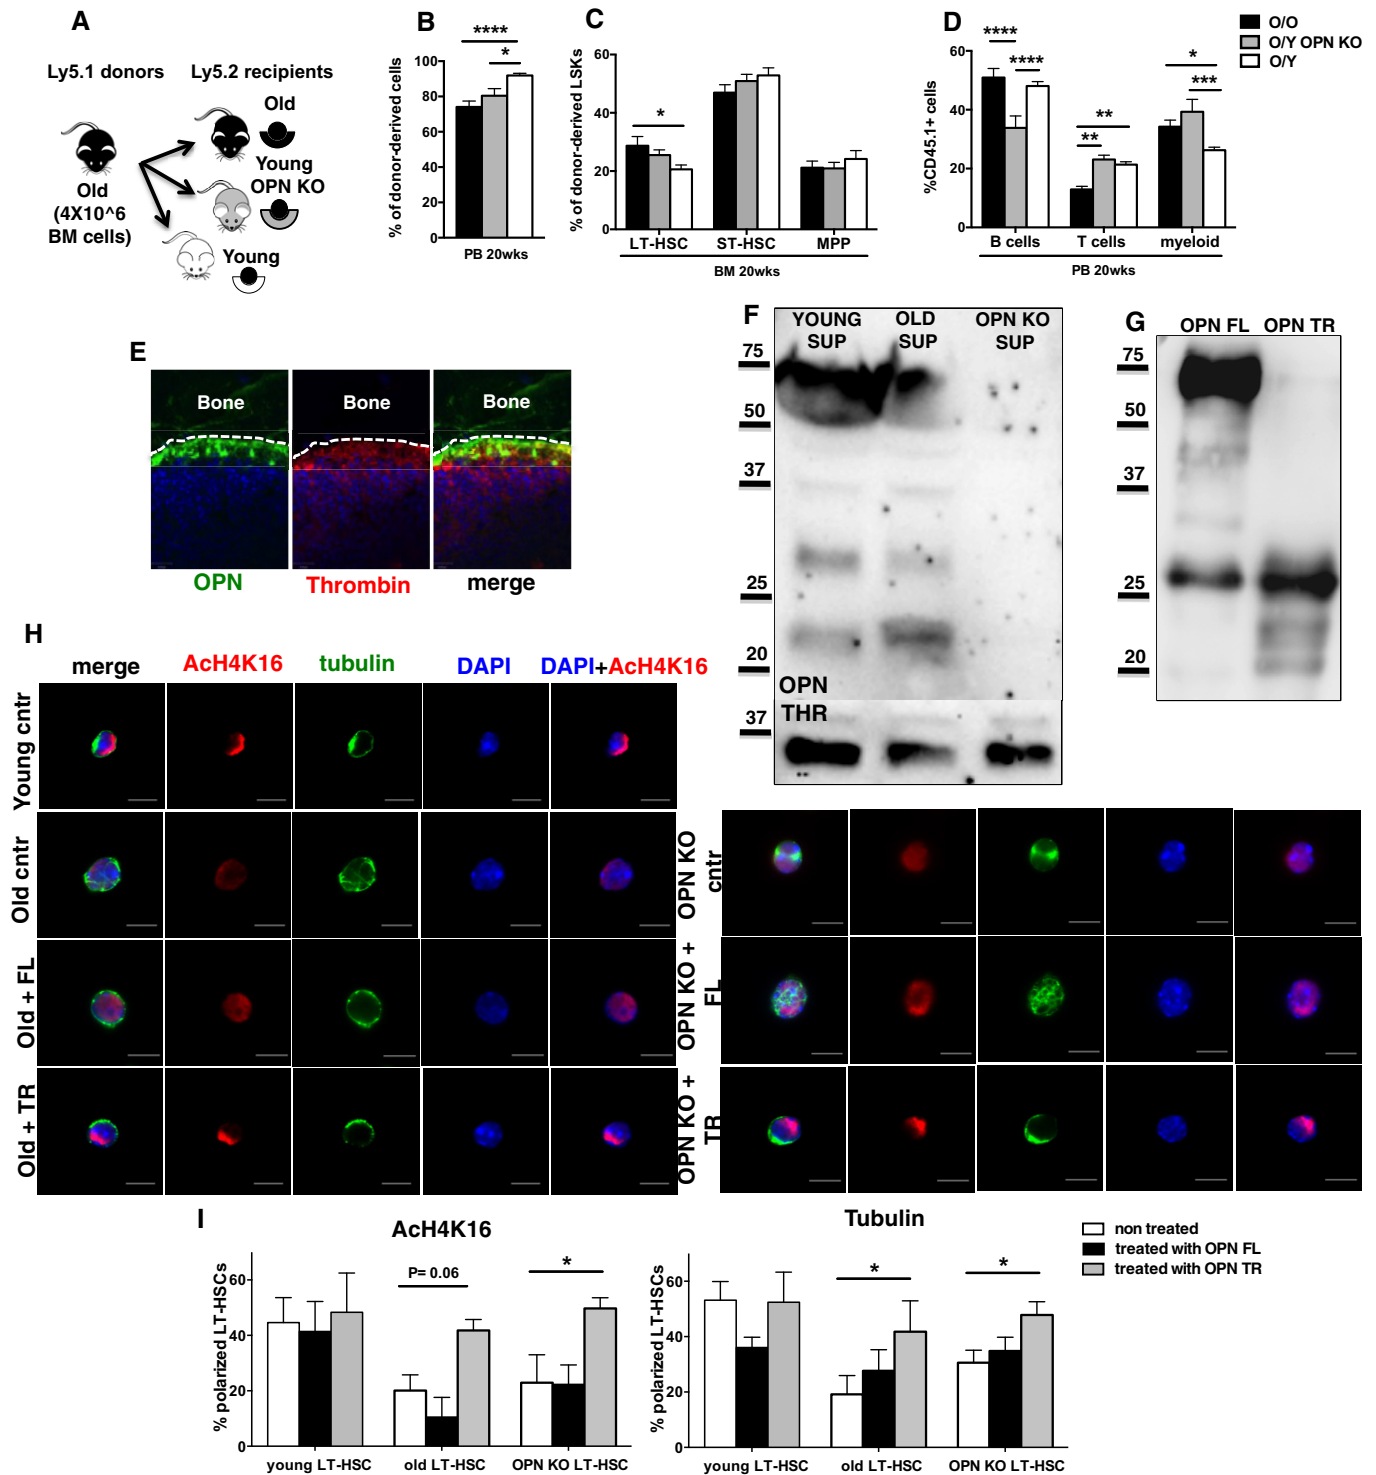 A
Ly5.1 donors
Ly5.2 recipients
Old
(4X10^6
BM cells)
Old
Young
OPN KO
Young
B
****
*
% of donor-derived cells
100
80
60
40
20
0
PB 20wks
C
*
% of donor-derived LSKs
60
40
20
0
LT-HSC ST-HSC MPP
BM 20wks
D
**** **** ** ** * ***
%CD45.1+ cells
60
40
20
0
B cells T cells myeloid
PB 20wks
O/O
O/Y OPN KO
O/Y
E
Bone Bone Bone
OPN Thrombin merge
F
YOUNG SUP
OLD SUP
OPN KO SUP
75
50
37
25
20
OPN
THR
37
G
OPN FL OPN TR
75
50
37
25
20
H
merge AcH4K16 tubulin DAPI DAPI+AcH4K16
Young cntr
Old cntr
Old + FL
Old + TR
OPN KO cntr
OPN KO + FL
OPN KO + TR
I
AcH4K16
% polarized LT-HSCs
60
40
20
0
P= 0.06
*
young LT-HSC old LT-HSC OPN KO LT-HSC
Tubulin
% polarized LT-HSCs
60
40
20
0
* *
young LT-HSC old LT-HSC OPN KO LT-HSC
non treated
treated with OPN FL
treated with OPN TR